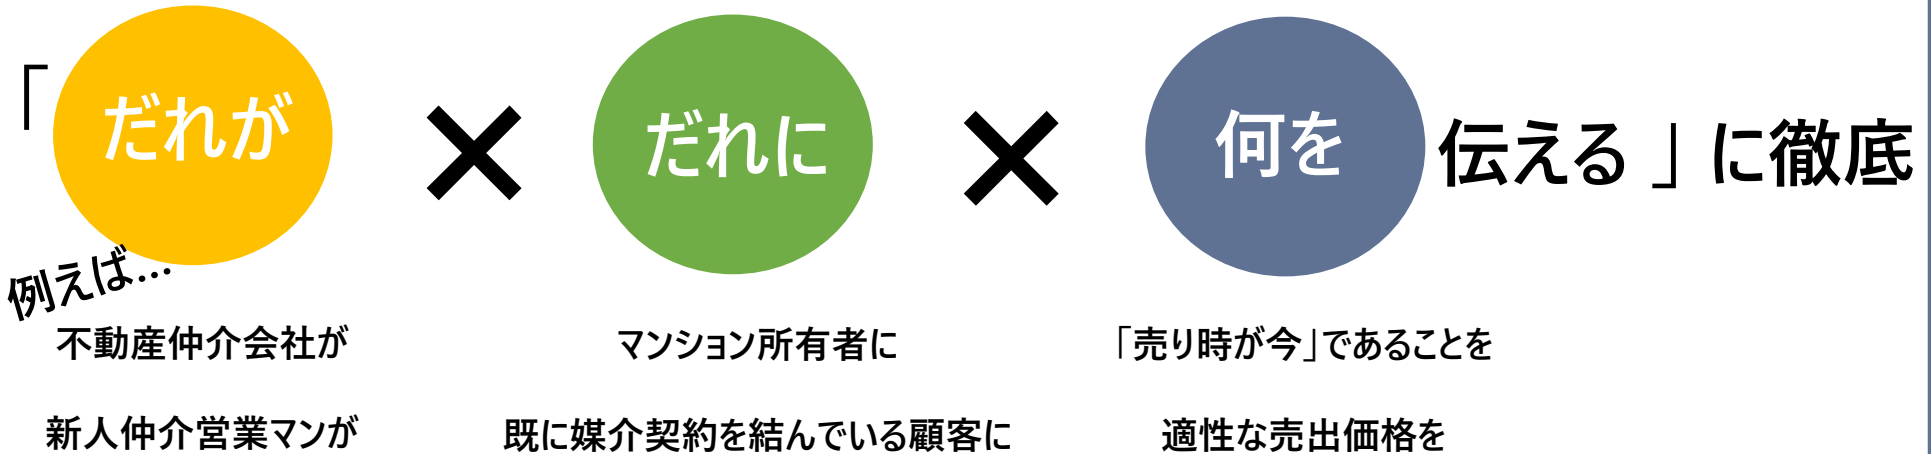 「だれが × だれに × 何を 伝える」に徹底
例えば…
不動産仲介会社が マンション所有者に 「売り時が今」であることを
新人仲介営業マンが 既に媒介契約を結んでいる顧客に 適性な売出価格を